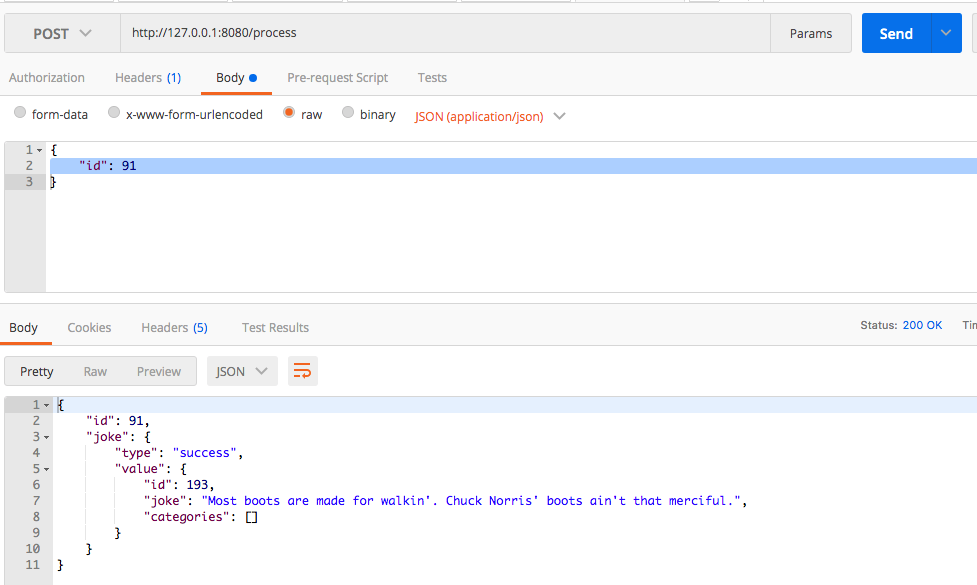 POST http://127.0.0.1:8080/process Params Send
Authorization Headers (1) Body Pre-request Script Tests
form-data x-www-form-urlencoded raw binary JSON (application/json)
1 {
2 "id": 91
3 }
Body Cookies Headers (5) Test Results Status: 200 OK
Pretty Raw Preview JSON
1 {
2 "id": 91,
3 "joke": {
4 "type": "success",
5 "value": {
6 "id": 193,
7 "joke": "Most boots are made for walkin'. Chuck Norris' boots ain't that merciful.",
8 "categories": []
9 }
10 }
11 }